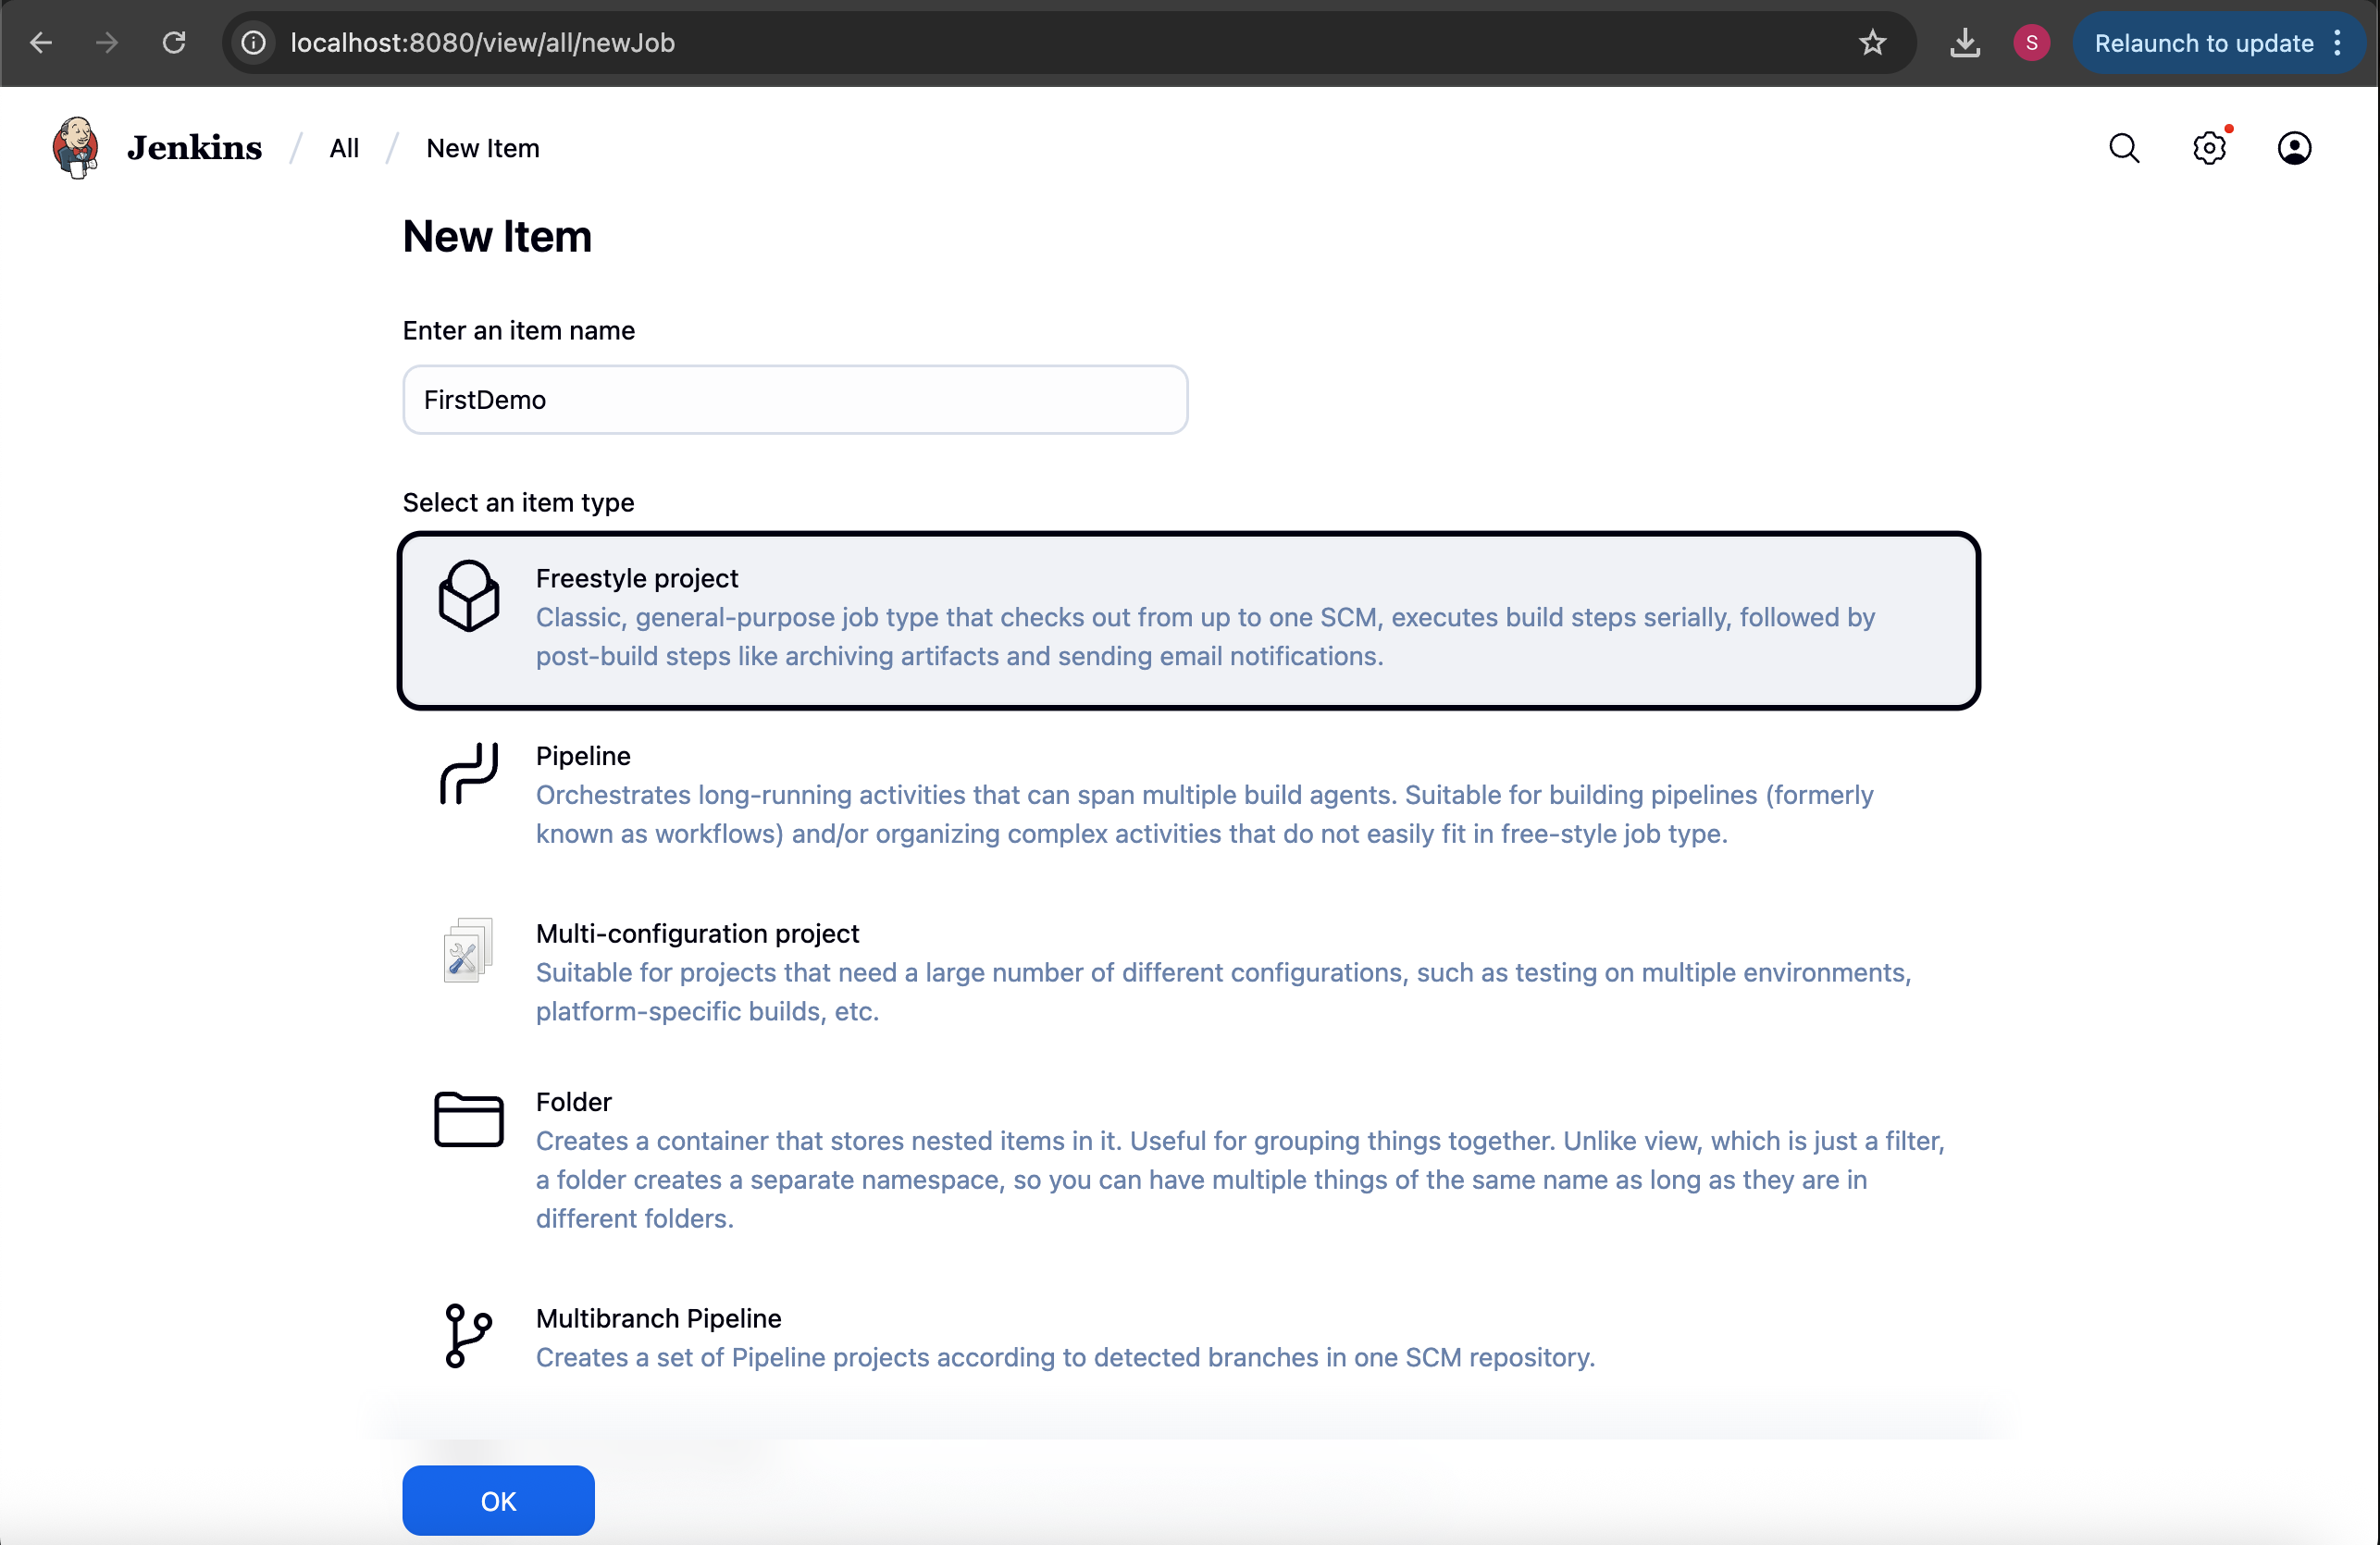 localhost:8080/view/all/newJob
S
Relaunch to update
Jenkins / All / New Item
New Item
Enter an item name
FirstDemo
Select an item type
Freestyle project
Classic, general-purpose job type that checks out from up to one SCM, executes build steps serially, followed by
post-build steps like archiving artifacts and sending email notifications.
Pipeline
Orchestrates long-running activities that can span multiple build agents. Suitable for building pipelines (formerly
known as workflows) and/or organizing complex activities that do not easily fit in free-style job type.
Multi-configuration project
Suitable for projects that need a large number of different configurations, such as testing on multiple environments,
platform-specific builds, etc.
Folder
Creates a container that stores nested items in it. Useful for grouping things together. Unlike view, which is just a filter,
a folder creates a separate namespace, so you can have multiple things of the same name as long as they are in
different folders.
Multibranch Pipeline
Creates a set of Pipeline projects according to detected branches in one SCM repository.
OK